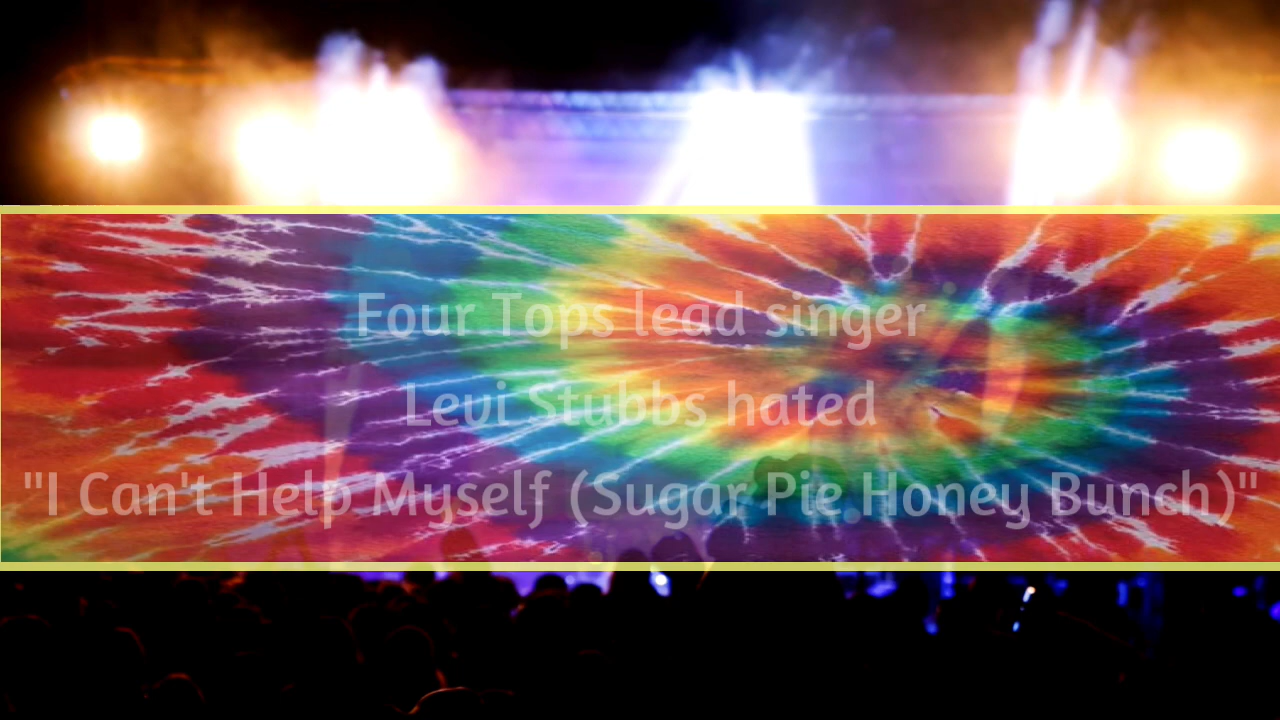 Four Tops lead singer
Levi Stubbs hated
"I Can't Help Myself (Sugar Pie Honey Bunch)"